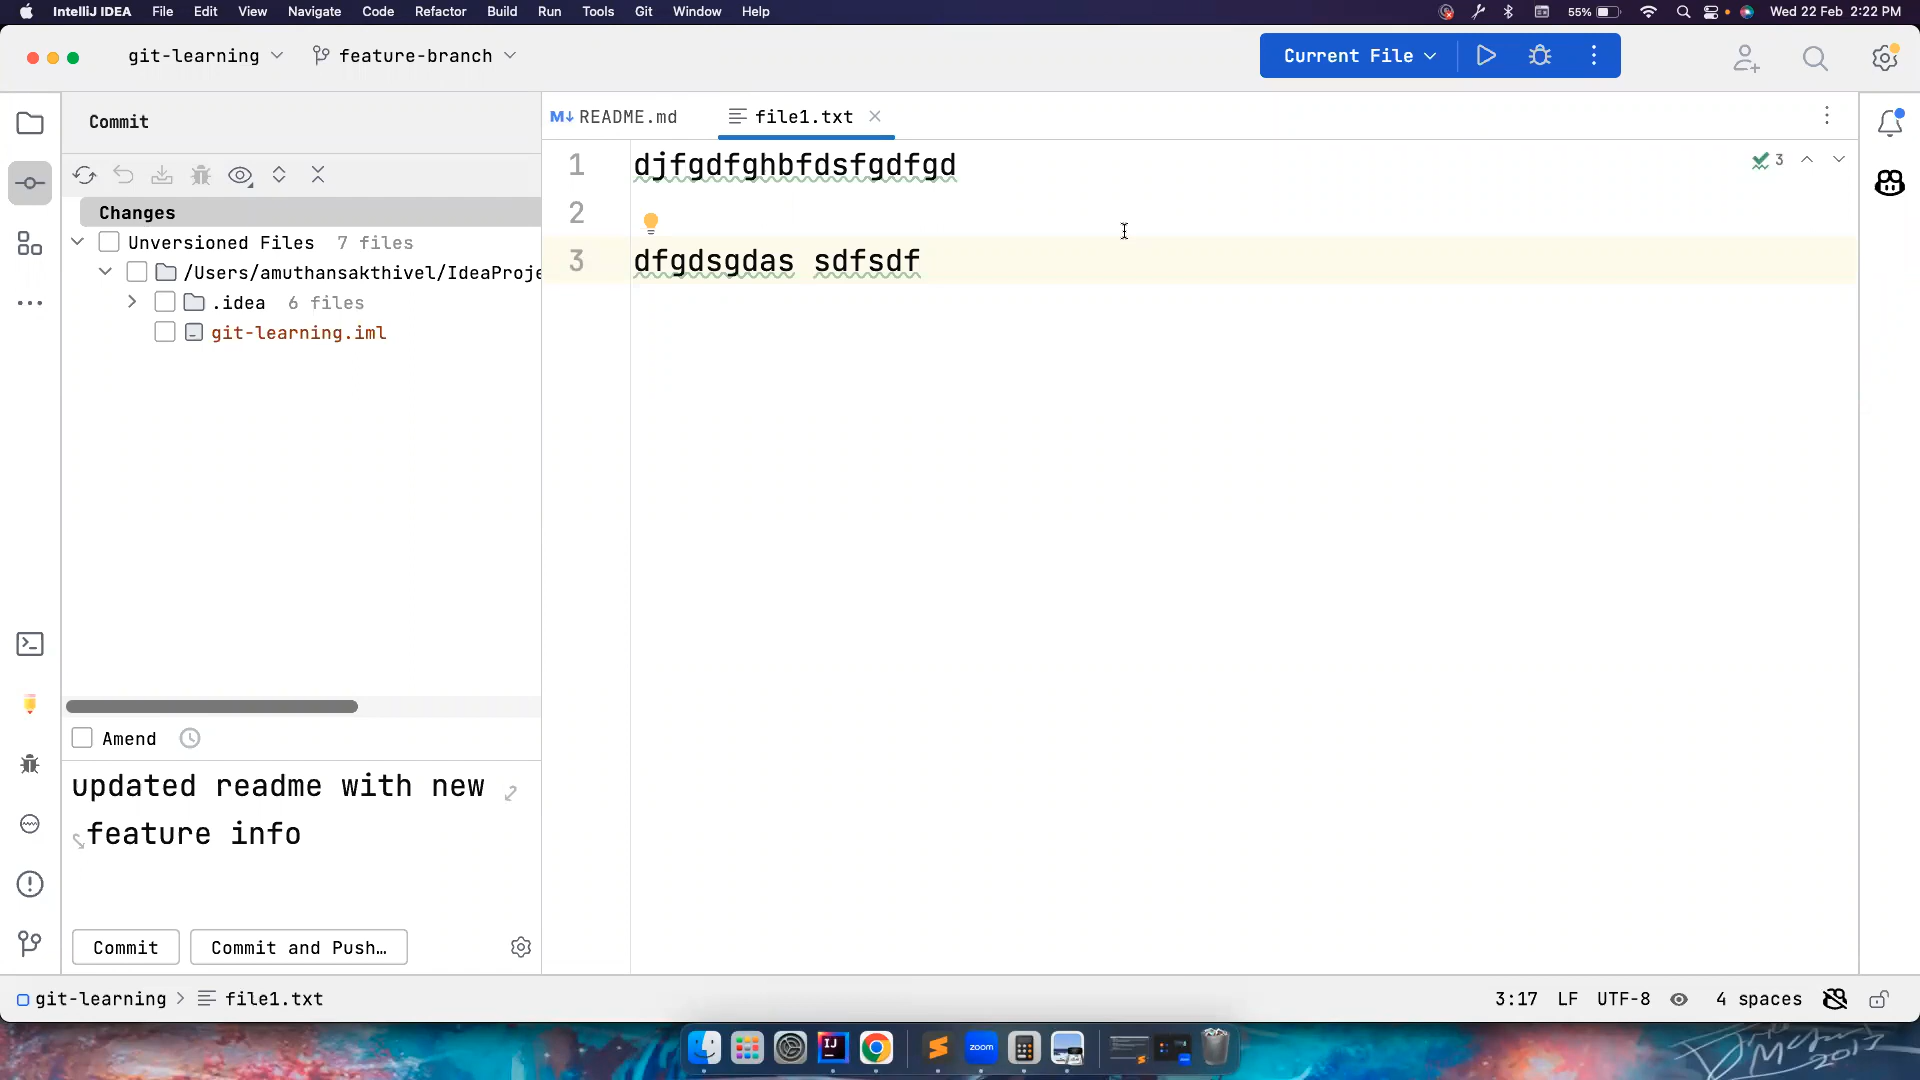 IntelliJ IDEA File Edit View Navigate Code Refactor Build Run Tools Git Window Help 55% Wed 22 Feb 2:22 PM
git-learning feature-branch Current File
Commit
M↓ README.md file1.txt
1 djfgdfghbfdsfgdfgd 3
2
3 dfgdsgdas sdfsdf
Changes
Unversioned Files 7 files
/Users/amuthansakthivel/IdeaProje
.idea 6 files
git-learning.iml
Amend
updated readme with new
feature info
Commit Commit and Push…
git-learning > file1.txt 3:17 LF UTF-8 4 spaces
IJ zoom
2017